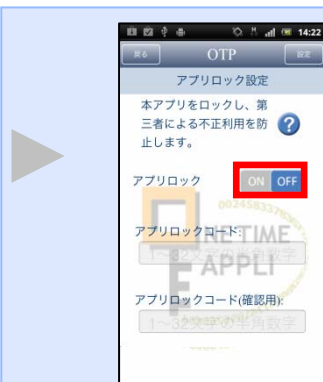 14:22
戻る OTP 設定
アプリロック設定
本アプリをロックし、第
三者による不正利用を防
止します。
?
アプリロック ON OFF
アプリロックコード:
1～32文字の半角数字
アプリロックコード(確認用):
1～32文字の半角数字